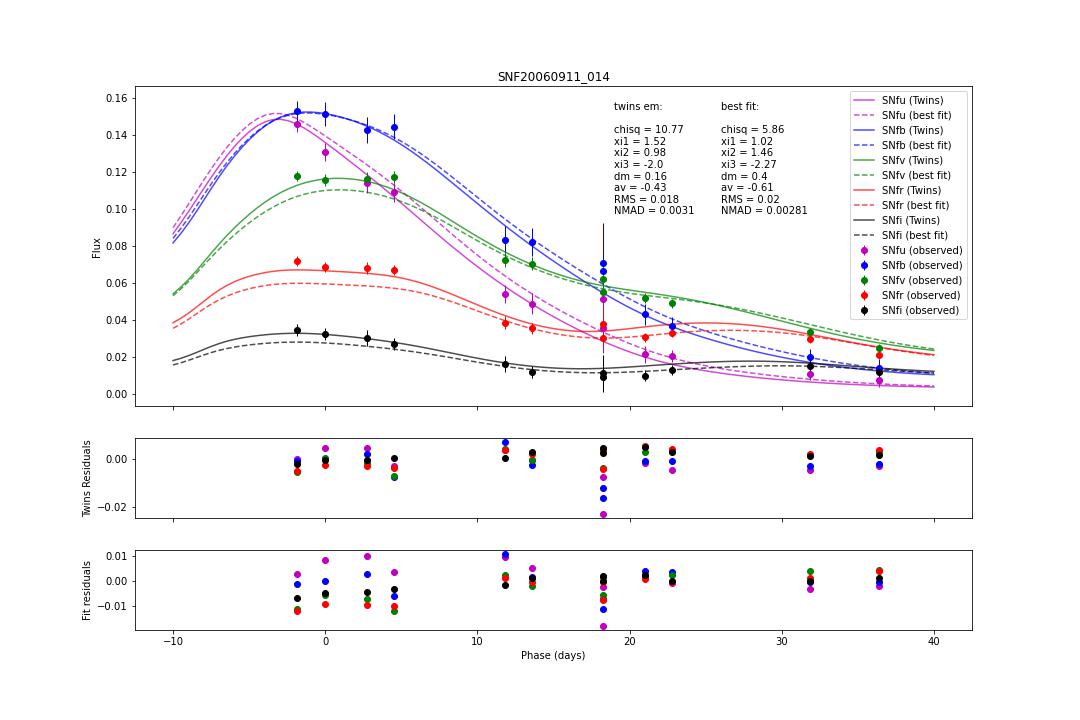 SNF20060911_014
Flux
0.16
0.14
0.12
0.10
0.08
0.06
0.04
0.02
0.00
twins em:
chisq = 10.77
xi1 = 1.52
xi2 = 0.98
xi3 = -2.0
dm = 0.16
av = -0.43
RMS = 0.018
NMAD = 0.0031
best fit:
chisq = 5.86
xi1 = 1.02
xi2 = 1.46
xi3 = -2.27
dm = 0.4
av = -0.61
RMS = 0.02
NMAD = 0.00281
SNfu (Twins)
SNfu (best fit)
SNfb (Twins)
SNfb (best fit)
SNfv (Twins)
SNfv (best fit)
SNfr (Twins)
SNfr (best fit)
SNfi (Twins)
SNfi (best fit)
SNfu (observed)
SNfb (observed)
SNfv (observed)
SNfr (observed)
SNfi (observed)
Twins Residuals
0.00
−0.02
Fit residuals
0.01
0.00
−0.01
−10
0
10
20
30
40
Phase (days)